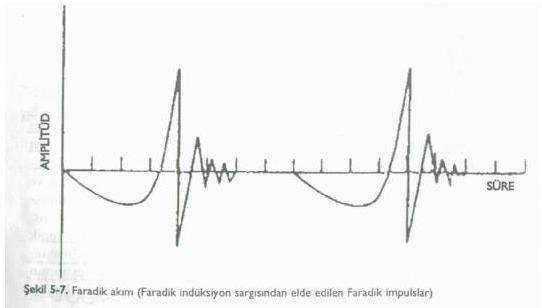 AMPLİTÜD
SÜRE
Şekil 5-7. Faradik akım (Faradik indüksiyon sargısından elde edilen Faradik impulslar)